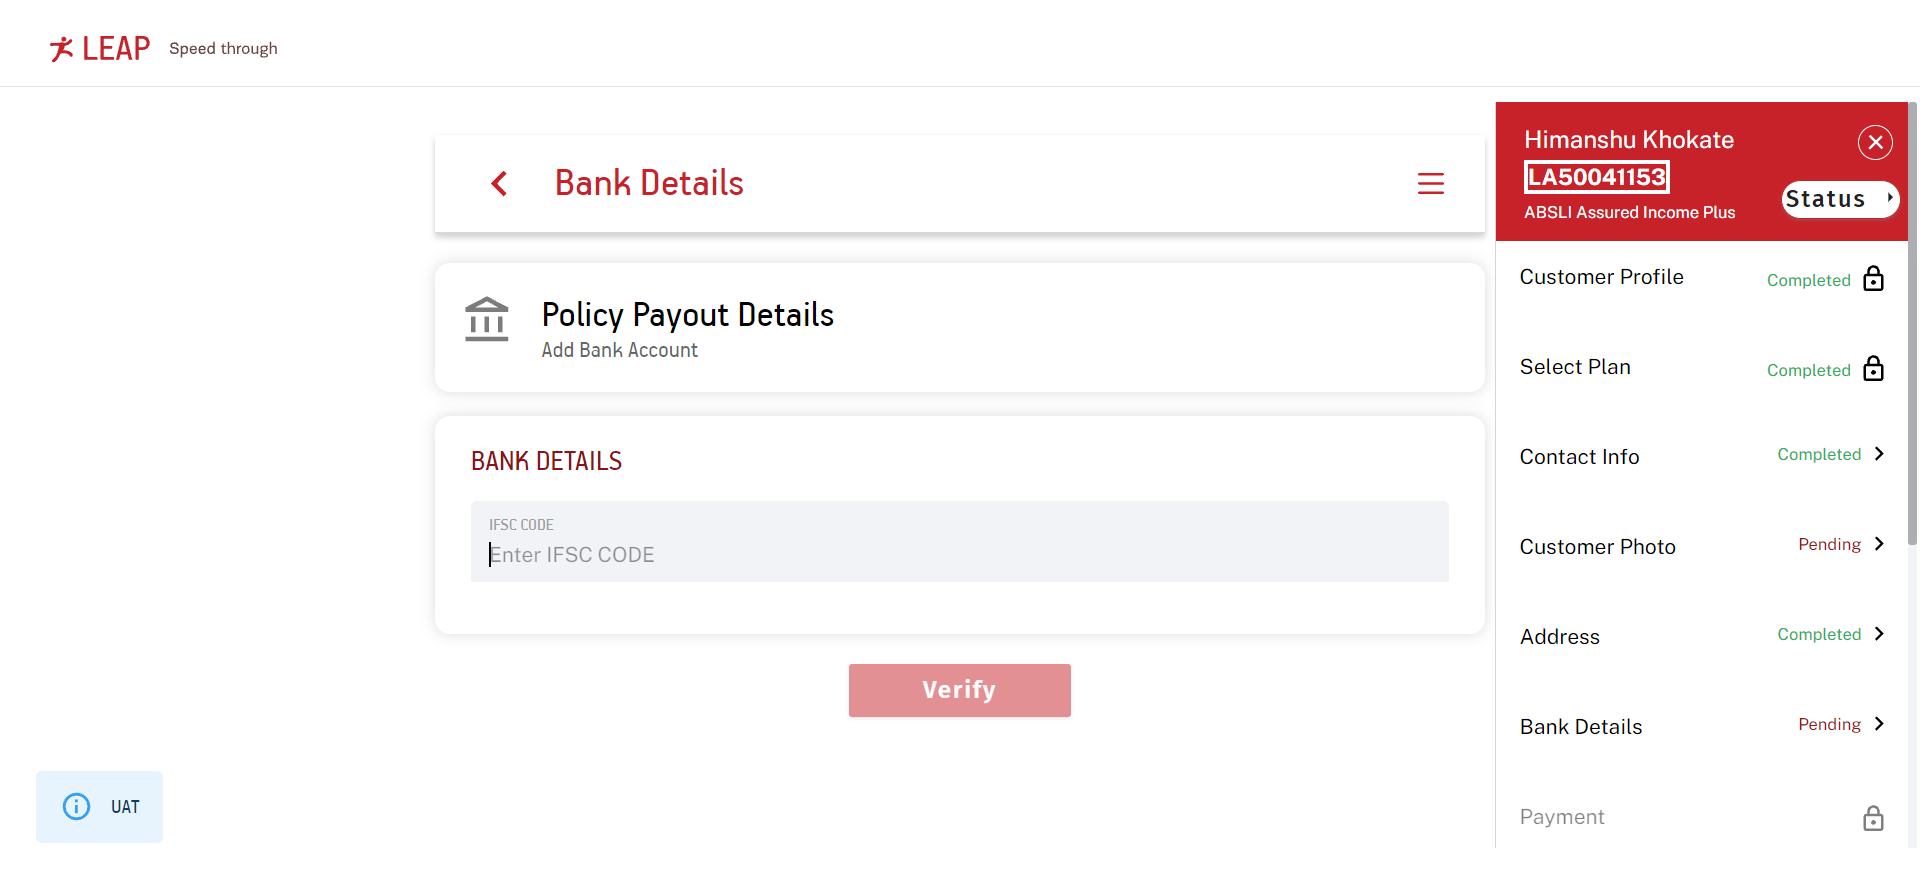 LEAP Speed through
Bank Details
Policy Payout Details
Add Bank Account
BANK DETAILS
IFSC CODE
Enter IFSC CODE
Verify
UAT
Himanshu Khokate
LA50041153
Status
ABSLI Assured Income Plus
Customer Profile Completed
Select Plan Completed
Contact Info Completed
Customer Photo Pending
Address Completed
Bank Details Pending
Payment